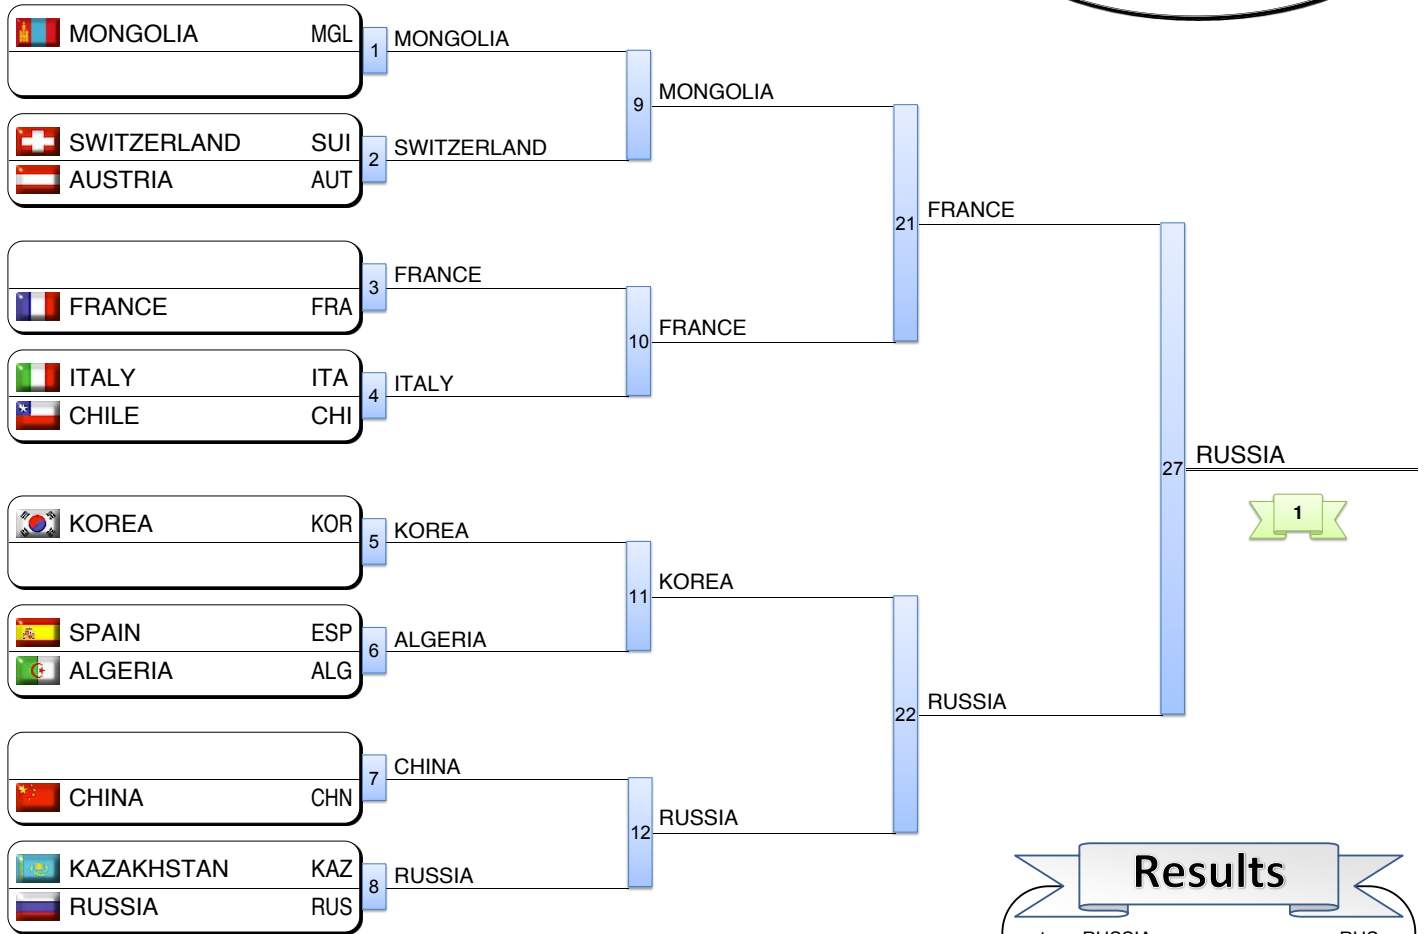 MONGOLIA MGL
1 MONGOLIA
9 MONGOLIA
SWITZERLAND SUI
2 SWITZERLAND
AUSTRIA AUT
21 FRANCE
FRANCE FRA
3 FRANCE
10 FRANCE
ITALY ITA
4 ITALY
CHILE CHI
27 RUSSIA
1
KOREA KOR
5 KOREA
11 KOREA
SPAIN ESP
6 ALGERIA
ALGERIA ALG
22 RUSSIA
7 CHINA
CHINA CHN
12 RUSSIA
KAZAKHSTAN KAZ
8 RUSSIA
RUSSIA RUS
Results
RUSSIA RUS